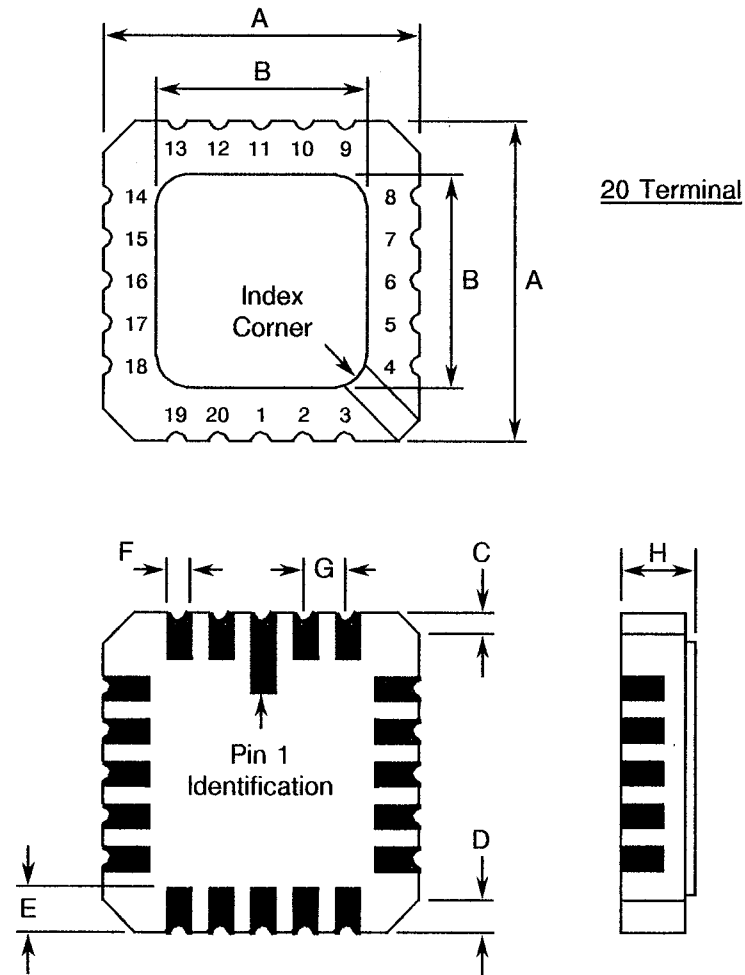 A
B
13 12 11 10 9
14 8
20 Terminal
15 7
16 6
B A
Index
Corner
17 5
18 4
19 20 1 2 3
F G C H
Pin 1
Identification
D
E